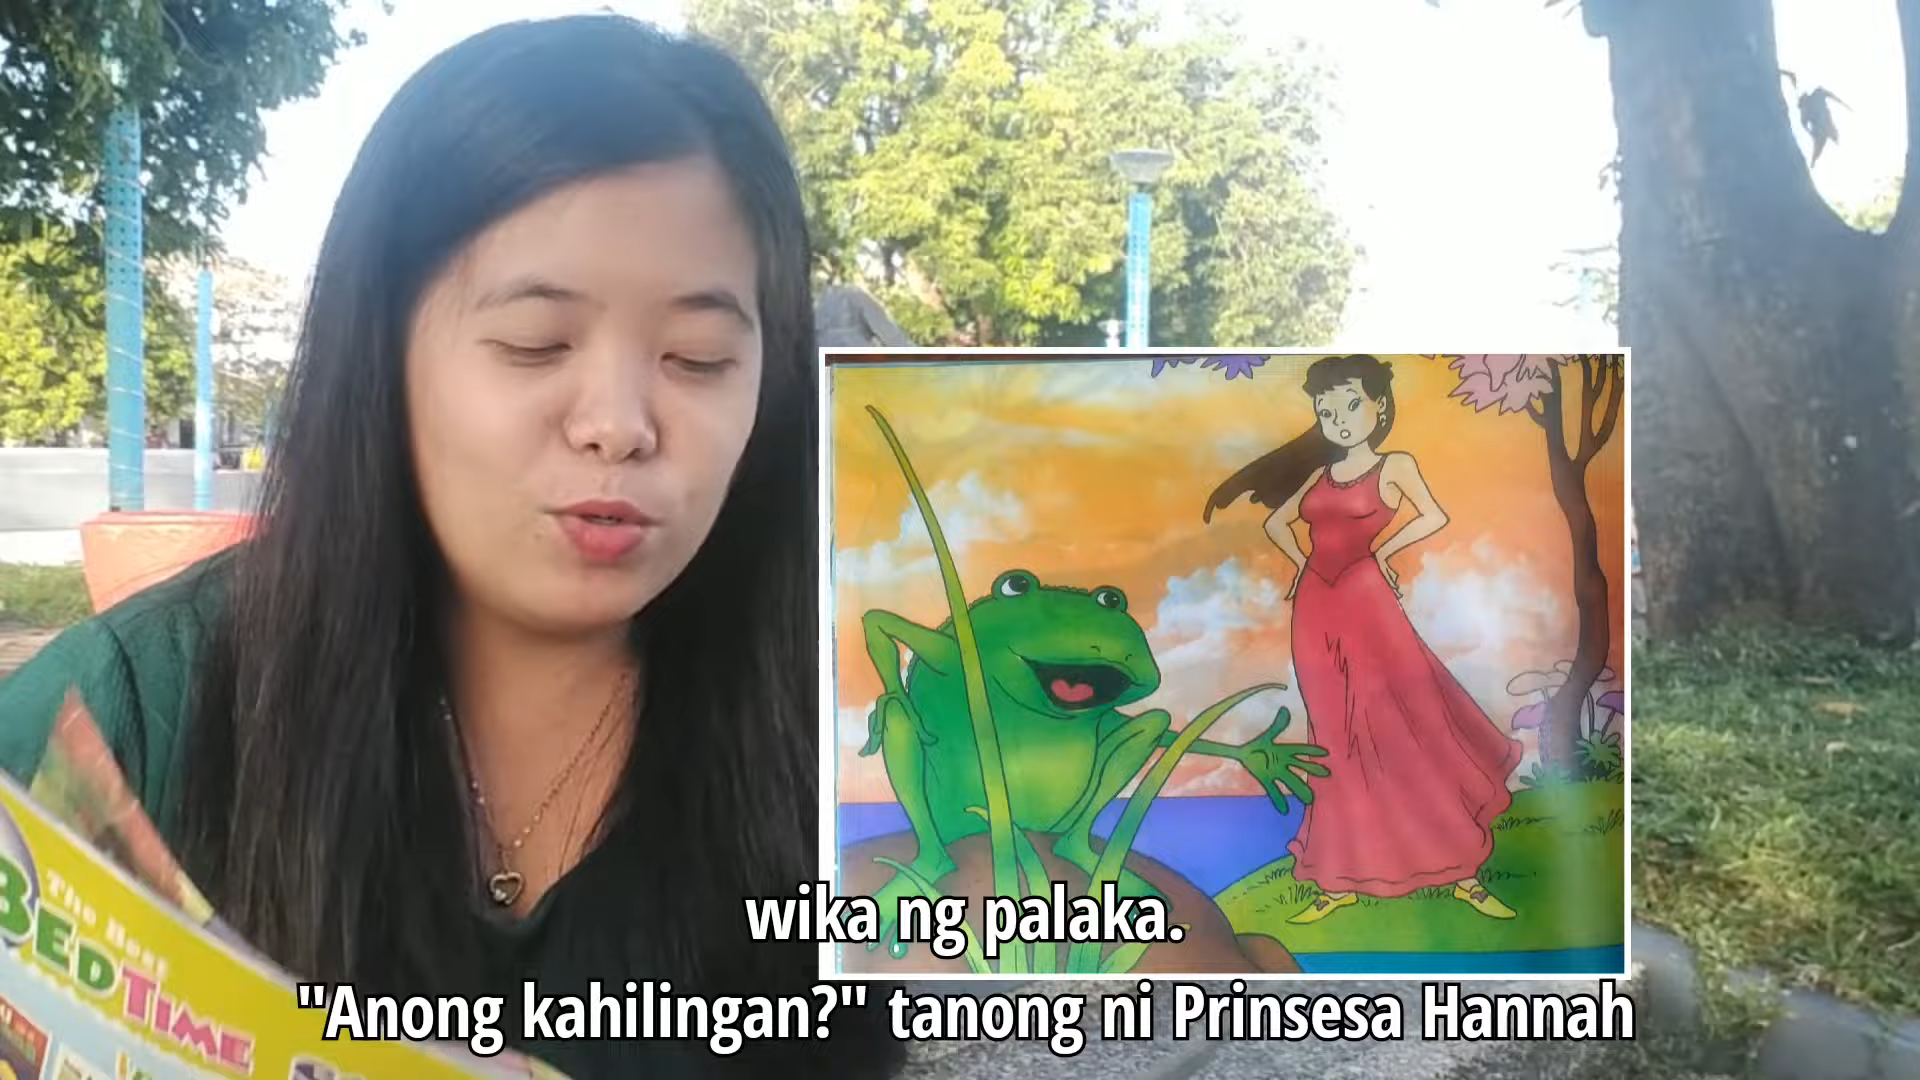 wika ng palaka.
"Anong kahilingan?" tanong ni Prinsesa Hannah
The Best
BEDTIME